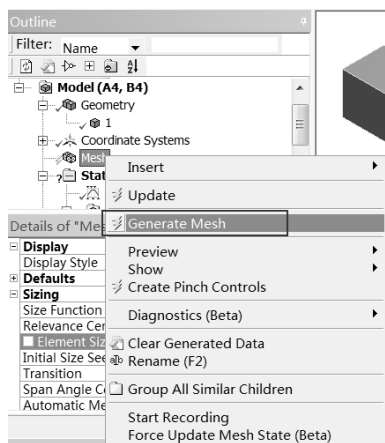 Outline
Filter: Name
Model (A4, B4)
Geometry
1
Coordinate Systems
Mesh
Stat
Insert
Update
Generate Mesh
Preview
Show
Create Pinch Controls
Diagnostics (Beta)
Clear Generated Data
Rename (F2)
Group All Similar Children
Start Recording
Force Update Mesh State (Beta)
Details of "Me
Display
Display Style
Defaults
Sizing
Size Function
Relevance Cen
Element Siz
Initial Size See
Transition
Span Angle C
Automatic Me